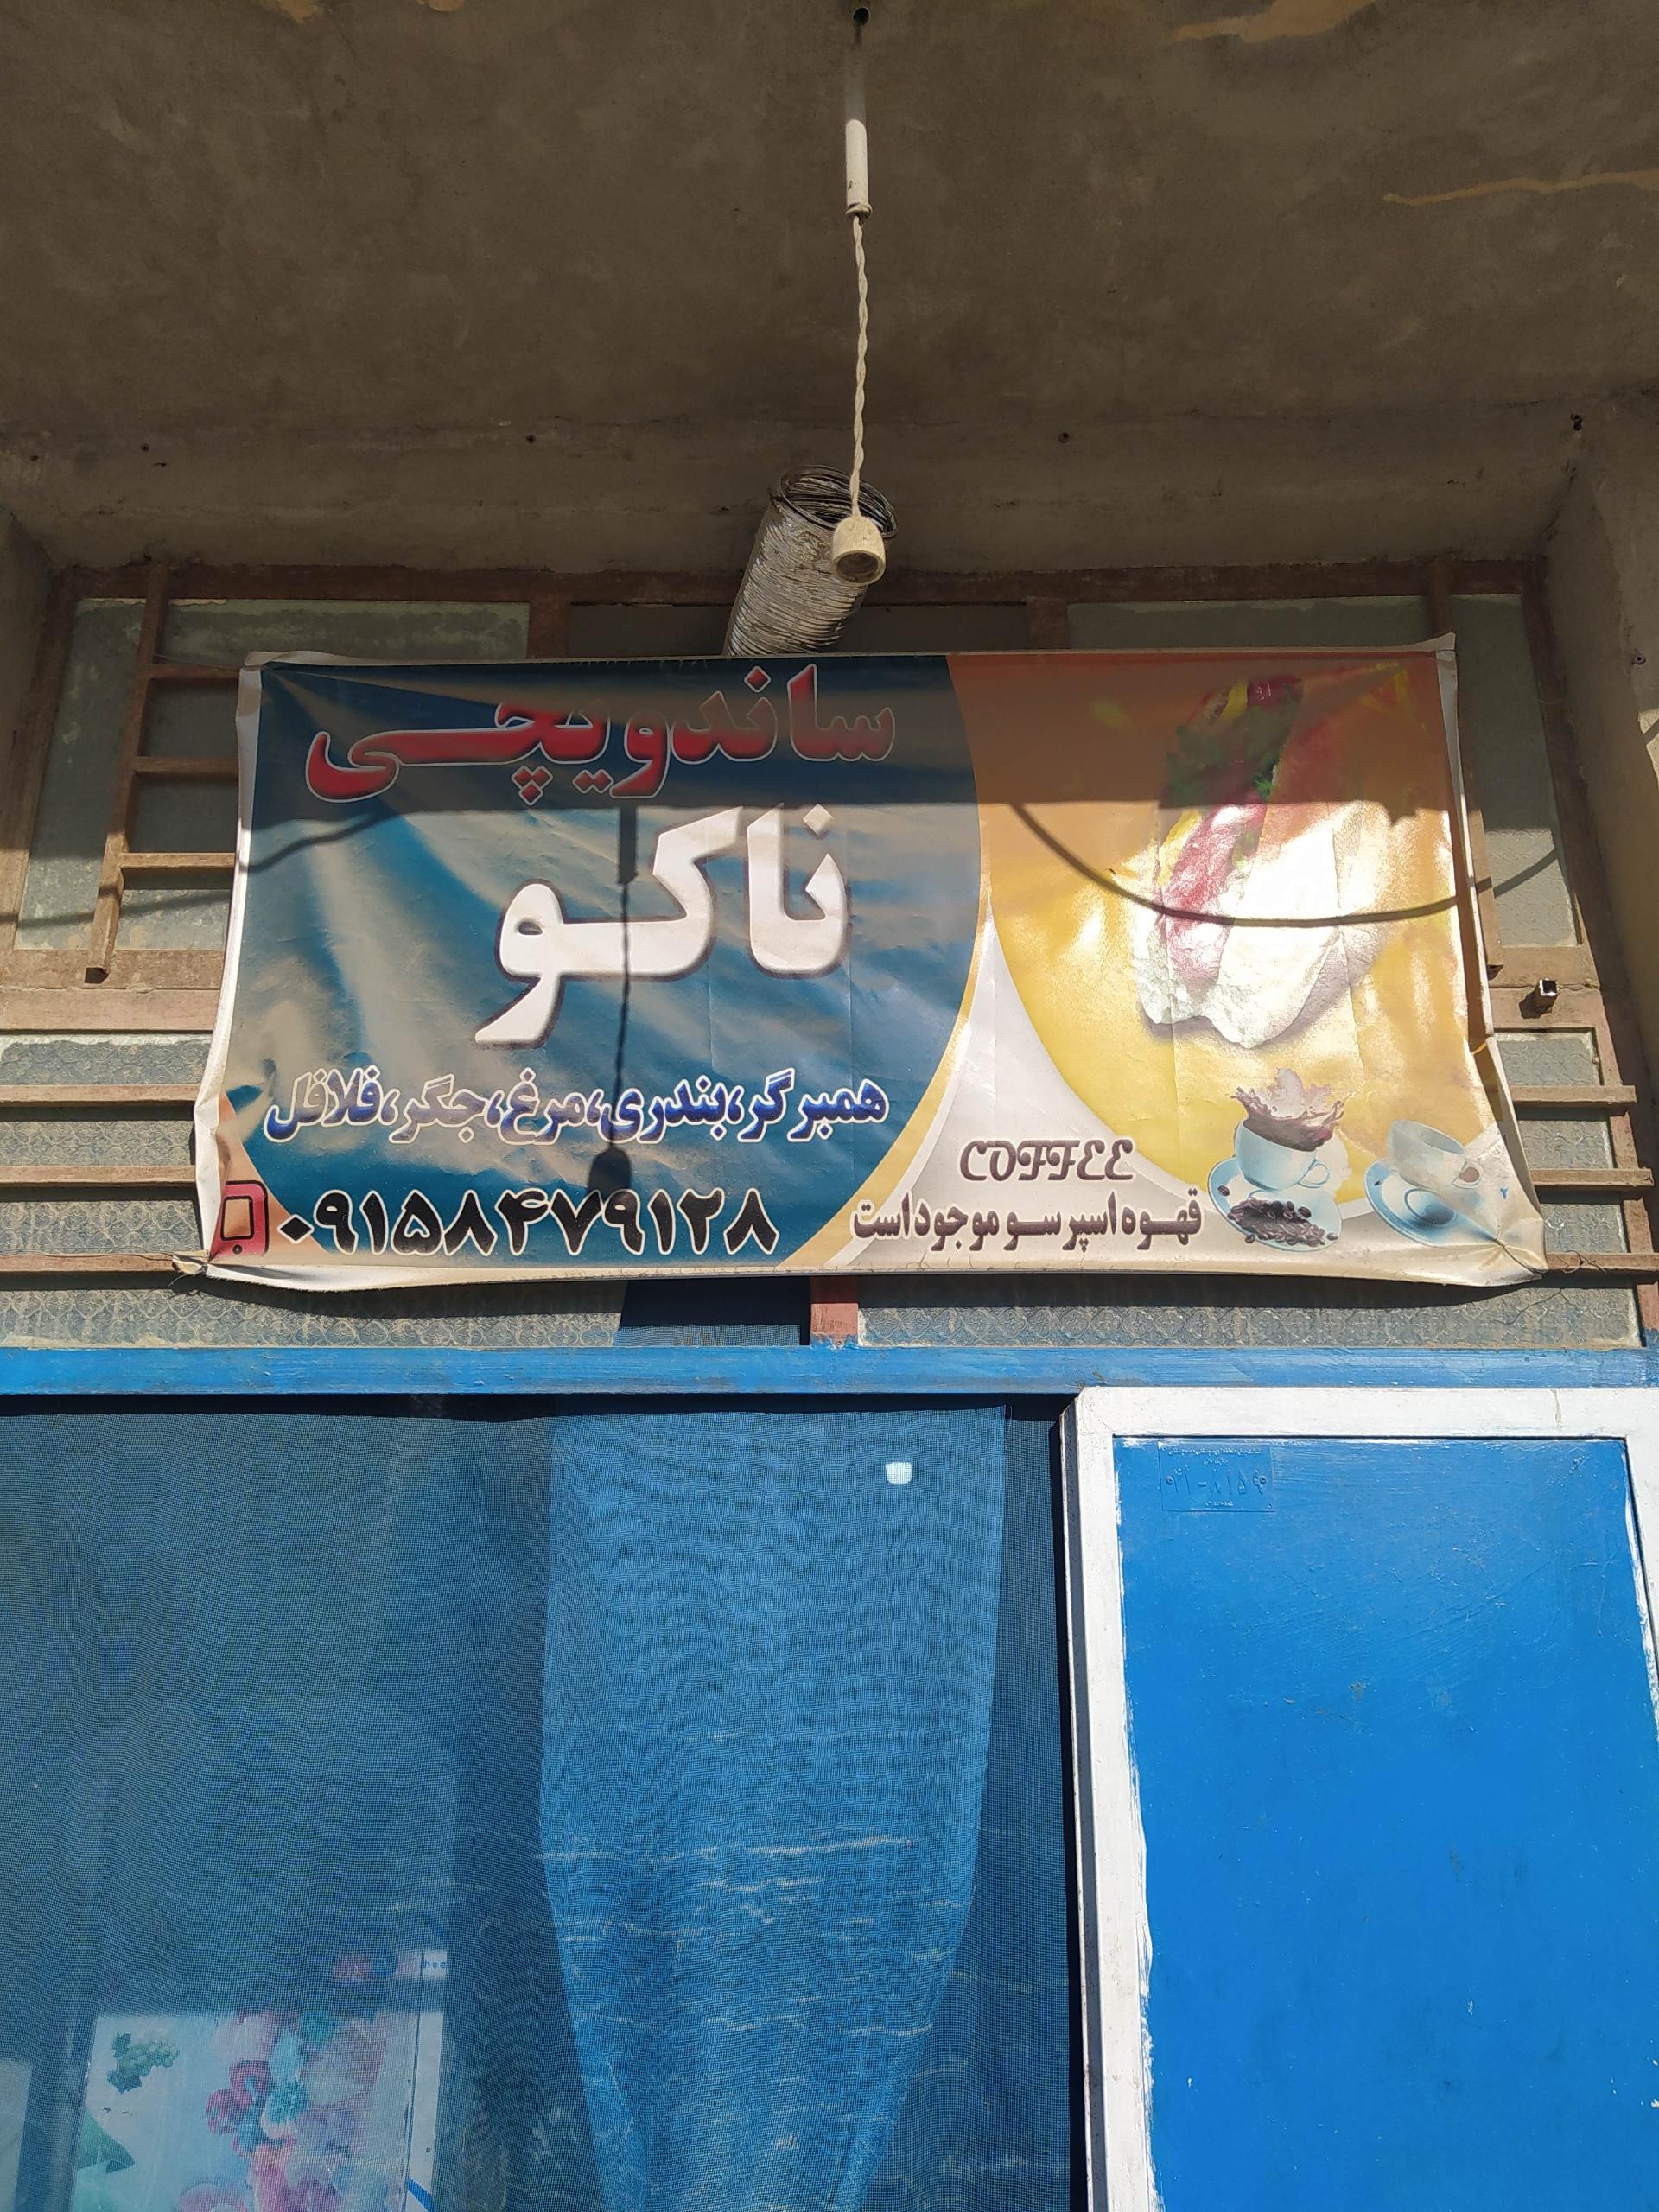 ساندویچی
ناکو
همبرگر،بندری،مرغ،جگر،فلافل
۰۹۱۵۸۴۷۹۱۲۸
COFFEE
قهوه اسپرسو موجود است